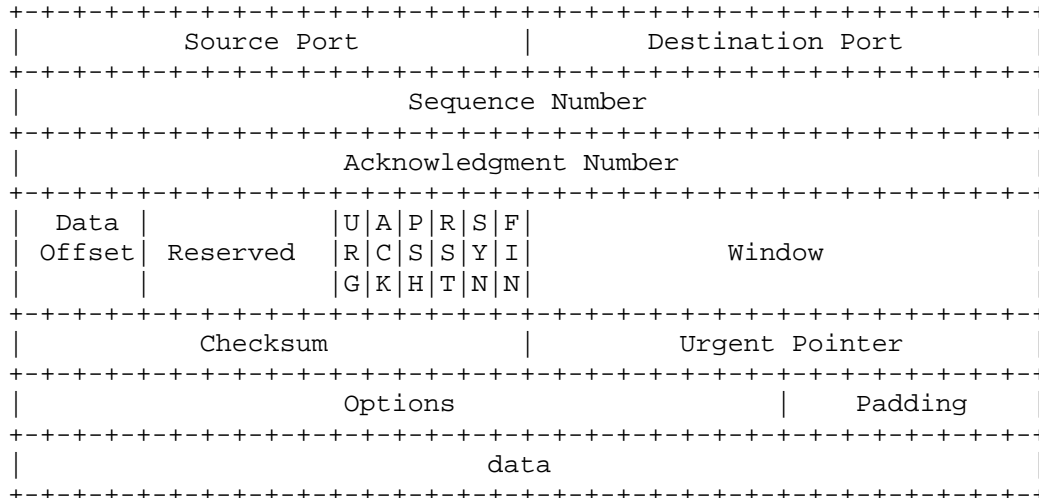 Source Port | Destination Port
Sequence Number
Acknowledgment Number
| Data | |U|A|P|R|S|F| |
| Offset| Reserved |R|C|S|S|Y|I| Window |
| | |G|K|H|T|N|N| |
Checksum | Urgent Pointer
Options | Padding
data